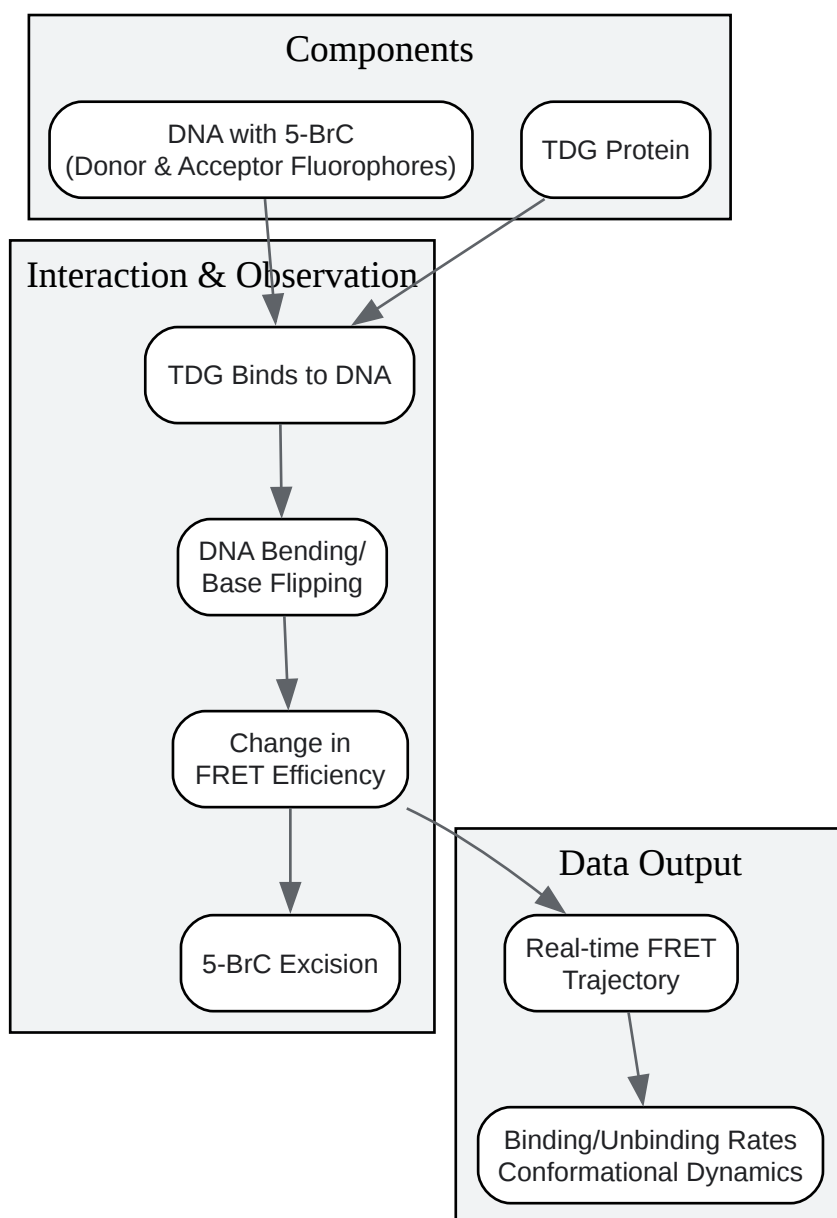 Components
DNA with 5-BrC
(Donor & Acceptor Fluorophores)
TDG Protein
Interaction & Observation
TDG Binds to DNA
DNA Bending/
Base Flipping
Change in
FRET Efficiency
5-BrC Excision
Data Output
Real-time FRET
Trajectory
Binding/Unbinding Rates
Conformational Dynamics